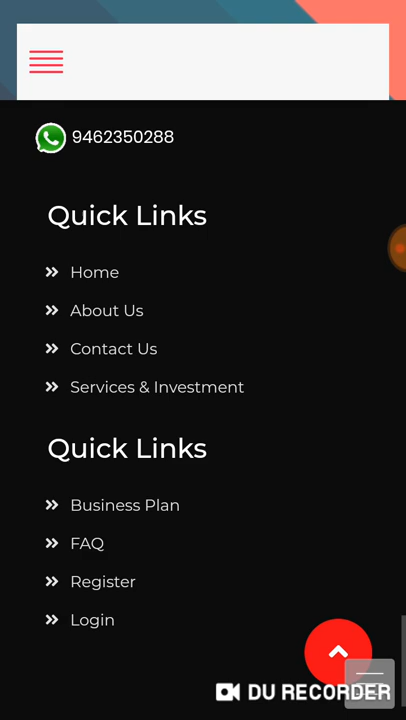 9462350288
Quick Links
Home
About Us
Contact Us
Services & Investment
Quick Links
Business Plan
FAQ
Register
Login
DU RECORDER